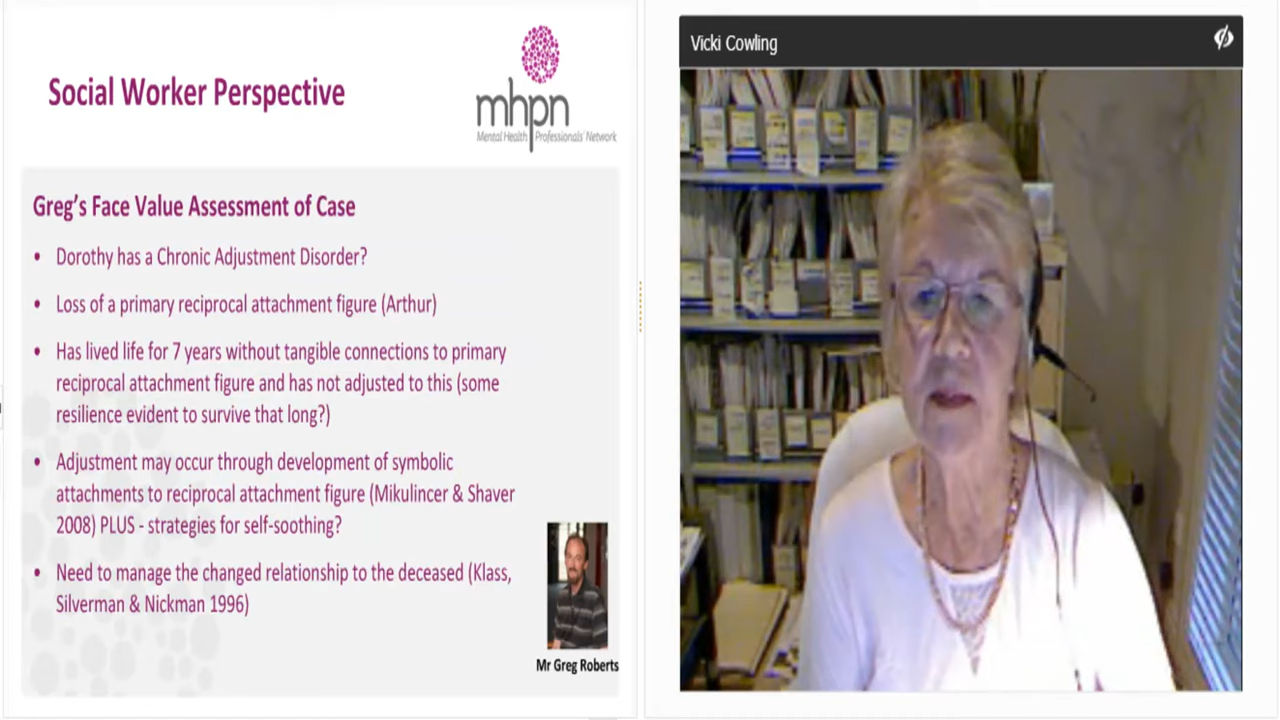 Social Worker Perspective
mhpn
Mental Health Professionals' Network
Greg's Face Value Assessment of Case
• Dorothy has a Chronic Adjustment Disorder?
• Loss of a primary reciprocal attachment figure (Arthur)
• Has lived life for 7 years without tangible connections to primary
reciprocal attachment figure and has not adjusted to this (some
resilience evident to survive that long?)
• Adjustment may occur through development of symbolic
attachments to reciprocal attachment figure (Mikulincer & Shaver
2008) PLUS - strategies for self-soothing?
• Need to manage the changed relationship to the deceased (Klass,
Silverman & Nickman 1996)
Mr Greg Roberts
Vicki Cowling